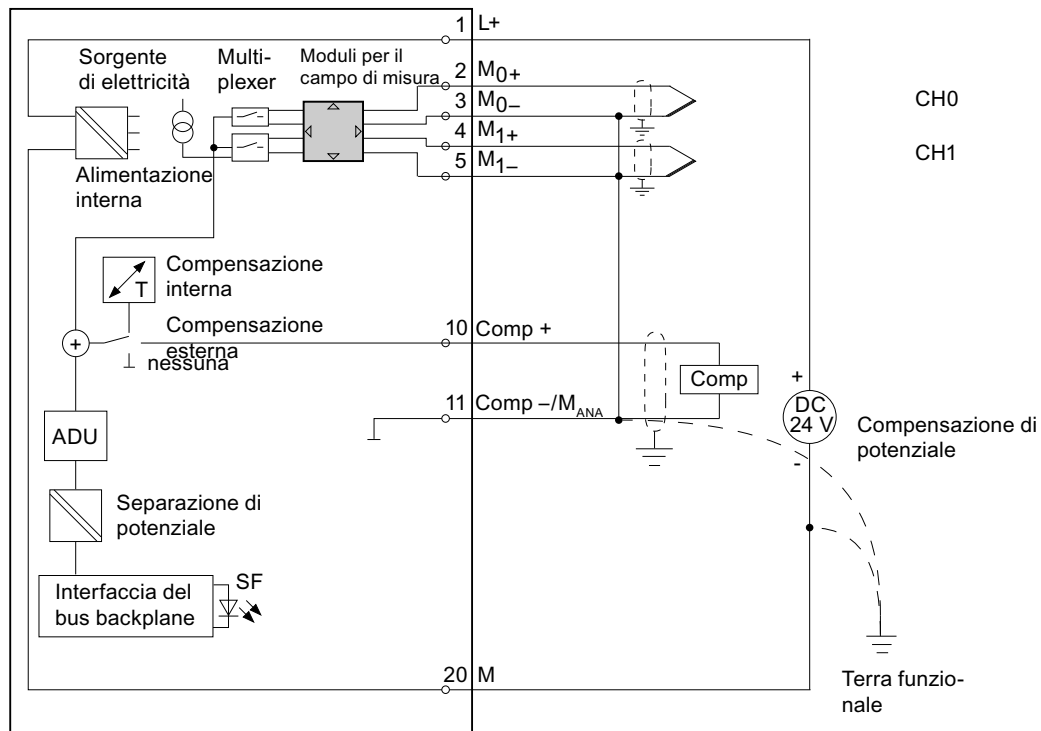 1 L+
Sorgente
di elettricità
Multi-
plexer
Moduli per il
campo di misura
2 M0+
3 M0–
4 M1+
5 M1–
CH0
CH1
Alimentazione
interna
Compensazione
interna
T
Compensazione
esterna
nessuna
+
10 Comp +
Comp
11 Comp –/MANA
+
DC
24 V
-
Compensazione di
potenziale
ADU
Separazione di
potenziale
Interfaccia del
bus backplane
SF
20 M
Terra funzio-
nale